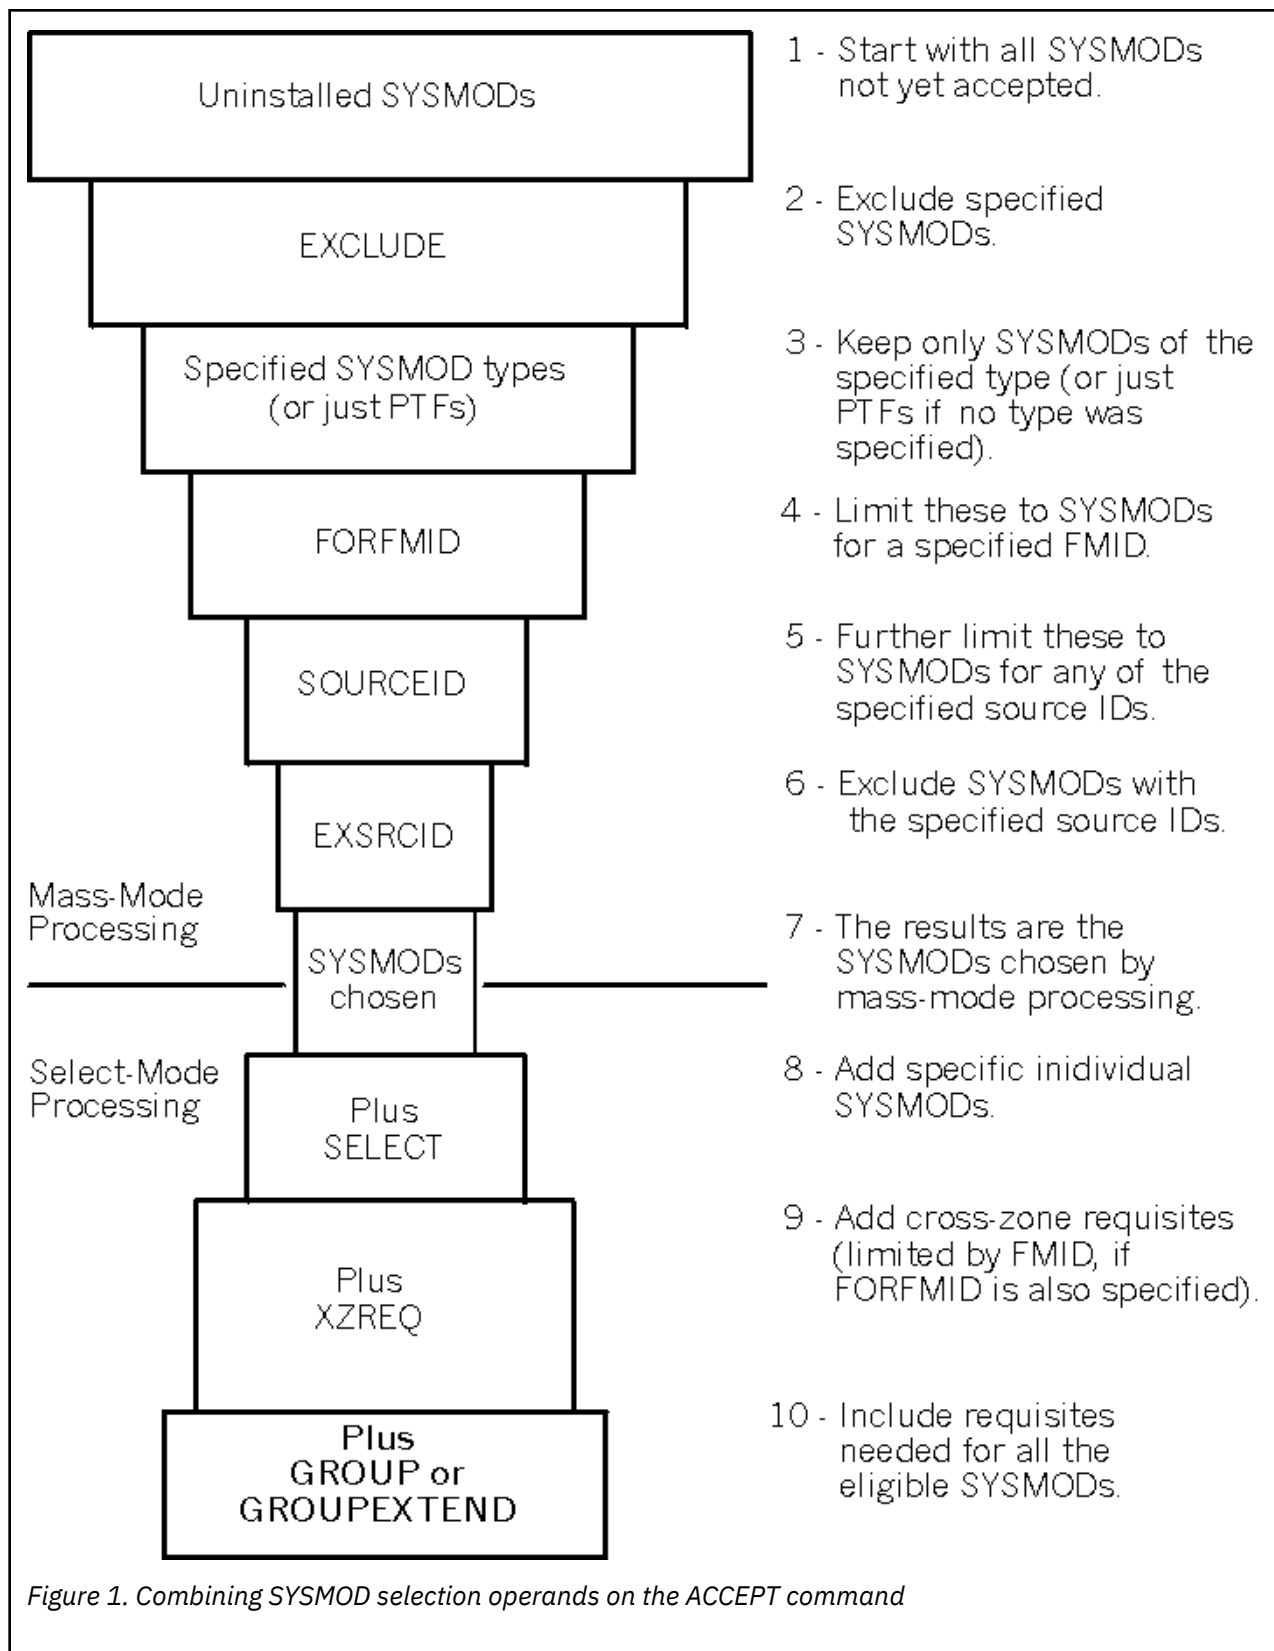 Uninstalled SYSMODs
1 - Start with all SYSMODs
not yet accepted.
EXCLUDE
2 - Exclude specified
SYSMODs.
Specified SYSMOD types
(or just PTFs)
3 - Keep only SYSMODs of the
specified type (or just
PTFs if no type was
specified).
FORFMID
4 - Limit these to SYSMODs
for a specified FMID.
SOURCEID
5 - Further limit these to
SYSMODs for any of the
specified source IDs.
EXSRCID
6 - Exclude SYSMODs with
the specified source IDs.
Mass-Mode
Processing
SYSMODs
chosen
7 - The results are the
SYSMODs chosen by
mass-mode processing.
Select-Mode
Processing
Plus
SELECT
8 - Add specific inidividual
SYSMODs.
Plus
XZREQ
9 - Add cross-zone requisites
(limited by FMID, if
FORFMID is also specified).
Plus
GROUP or
GROUPEXTEND
10 - Include requisites
needed for all the
eligible SYSMODs.
Figure 1. Combining SYSMOD selection operands on the ACCEPT command